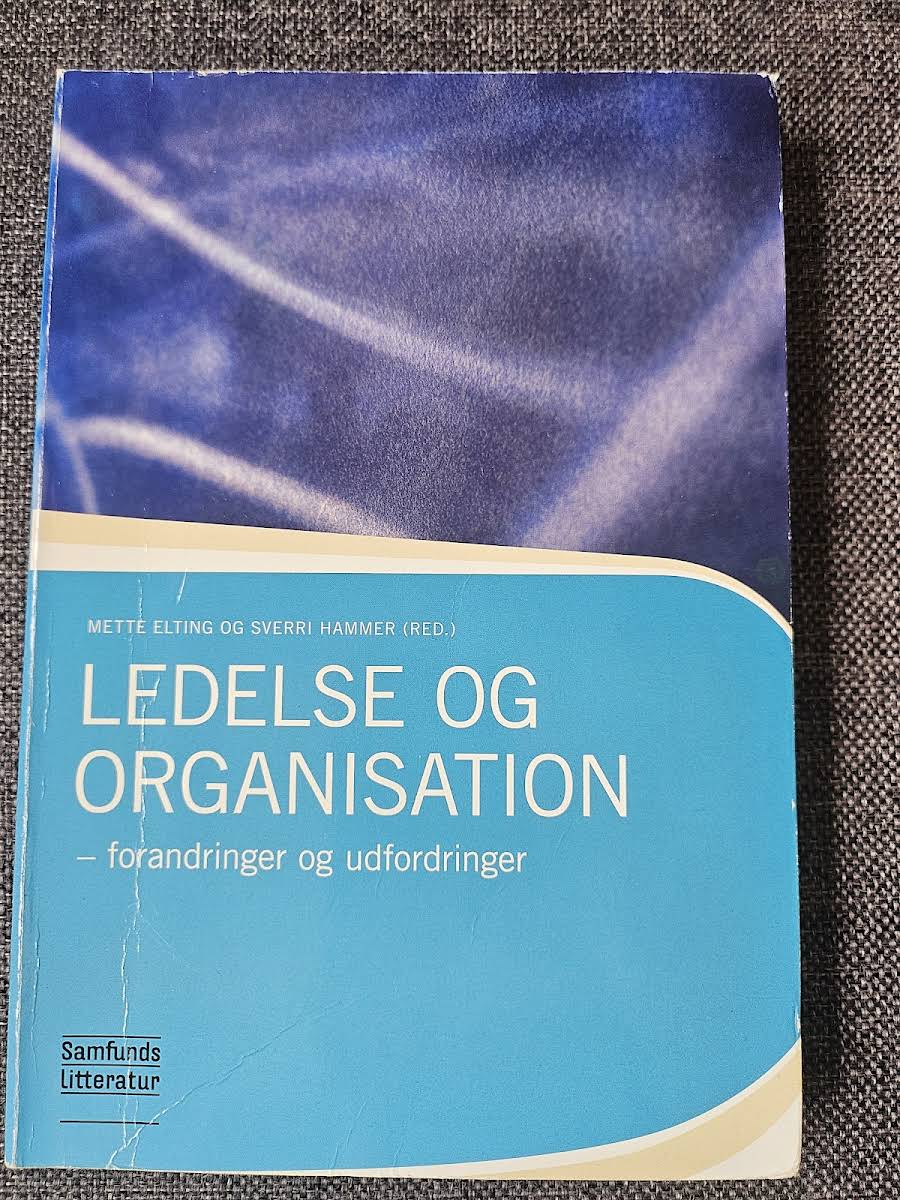 METTE ELTING OG SVERRI HAMMER (RED.)
LEDELSE OG
ORGANISATION
– forandringer og udfordringer
Samfunds
litteratur